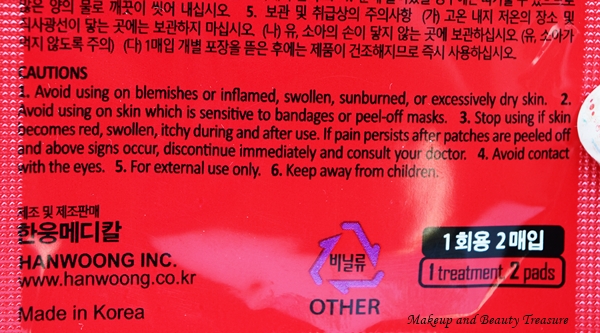 많은 양의 물로 깨끗이 씻어 내십시오. 5. 보관 및 취급상의 주의사항 (가) 고온 내지 저온의 장소 및
직사광선이 닿는 곳에는 보관하지 마십시오. (나) 유, 소아의 손이 닿지 않는 곳에 보관하십시오 (유, 소아가
먹지 않도록 주의) (다) 1매입 개별 포장을 뜯은 후에는 제품이 건조해지므로 즉시 사용하십시오.
CAUTIONS
1. Avoid using on blemishes or inflamed, swollen, sunburned, or excessively dry skin. 2.
Avoid using on skin which is sensitive to bandages or peel-off masks. 3. Stop using if skin
becomes red, swollen, itchy during and after use. If pain persists after patches are peeled off
and above signs occur, discontinue immediately and consult your doctor. 4. Avoid contact
with the eyes. 5. For external use only. 6. Keep away from children.
제조 및 제조판매
한웅메디칼
HANWOONG INC.
www.hanwoong.co.kr
Made in Korea
비닐류
OTHER
1회용 2매입
1 treatment 2 pads
Makeup and Beauty Treasure